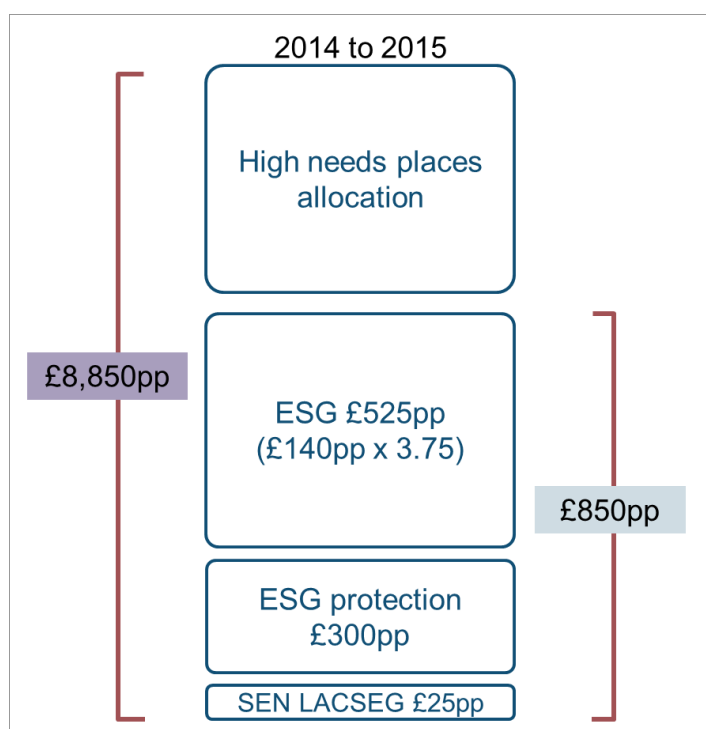 2014 to 2015
High needs places
allocation
£8,850pp
ESG £525pp
(£140pp x 3.75)
£850pp
ESG protection
£300pp
SEN LACSEG £25pp